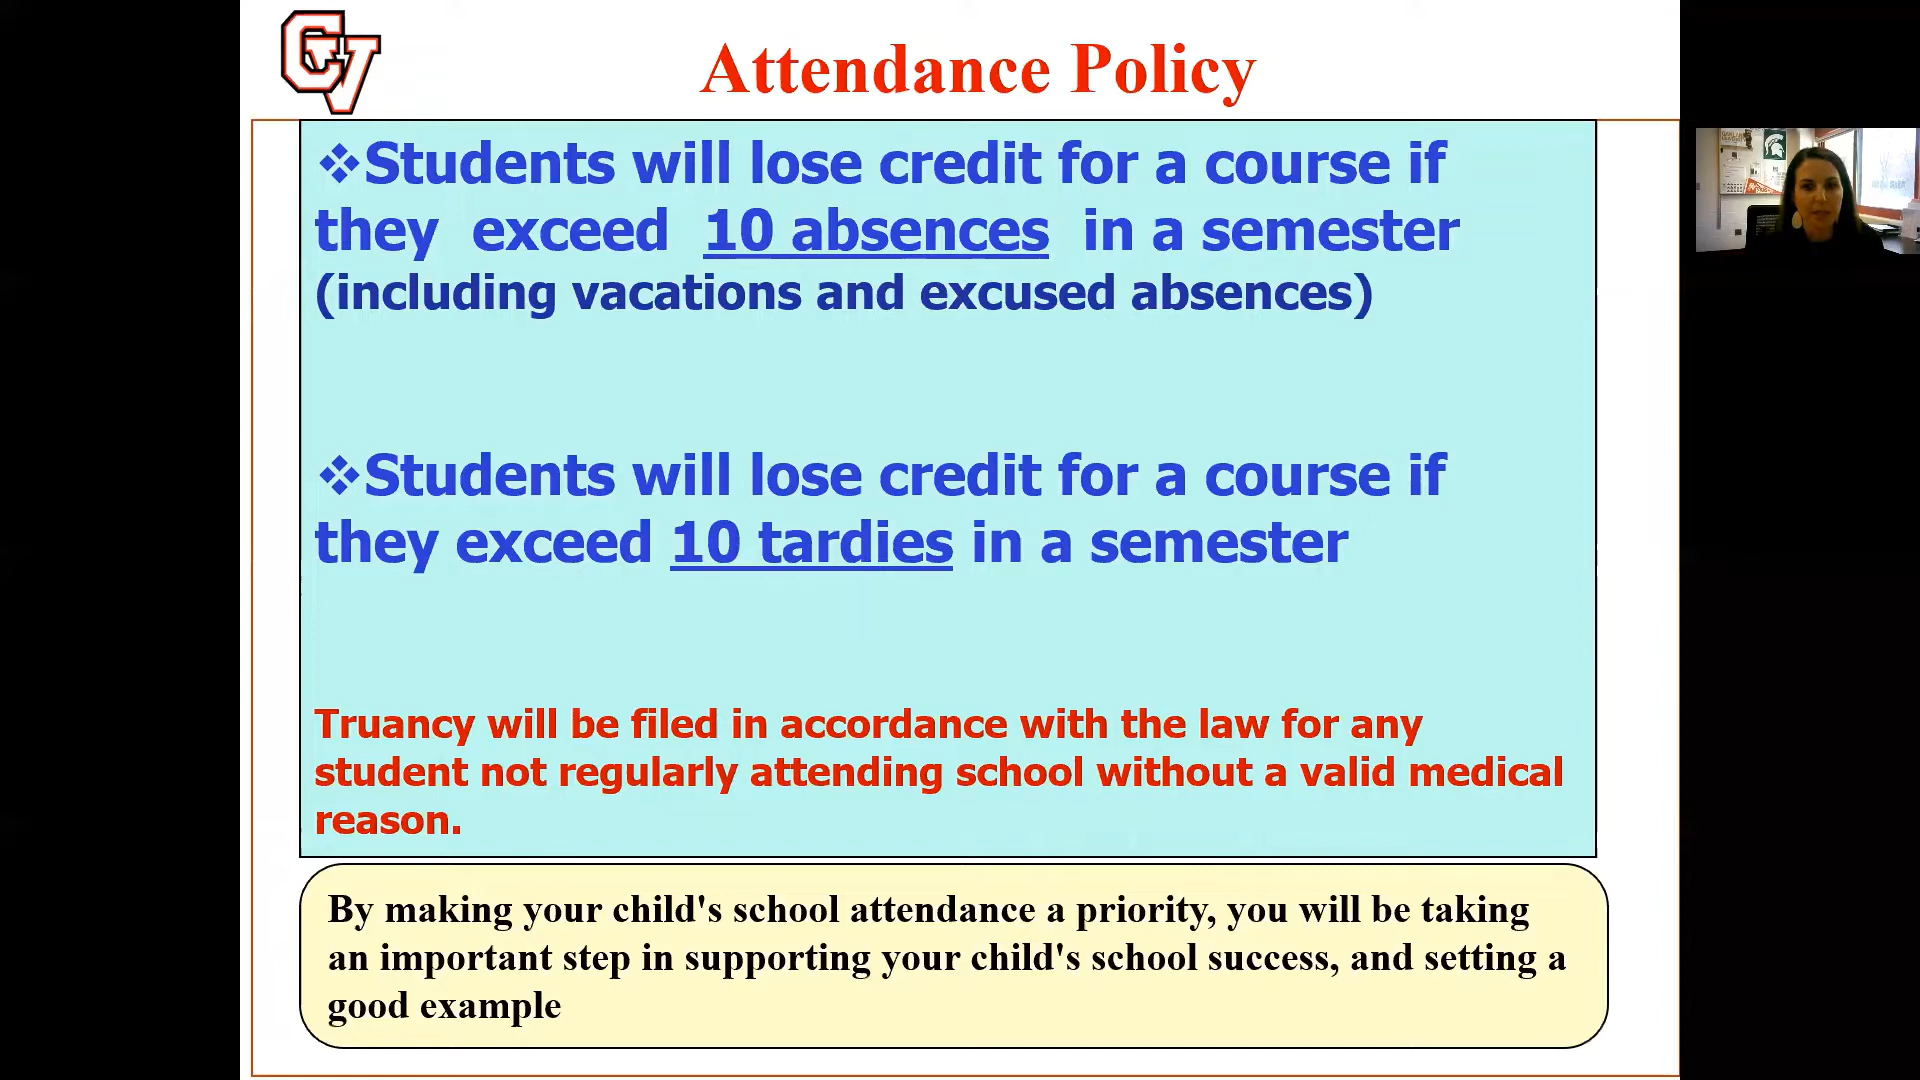 CV
Attendance Policy
❖Students will lose credit for a course if
they exceed 10 absences in a semester
(including vacations and excused absences)
❖Students will lose credit for a course if
they exceed 10 tardies in a semester
Truancy will be filed in accordance with the law for any
student not regularly attending school without a valid medical
reason.
By making your child's school attendance a priority, you will be taking
an important step in supporting your child's school success, and setting a
good example